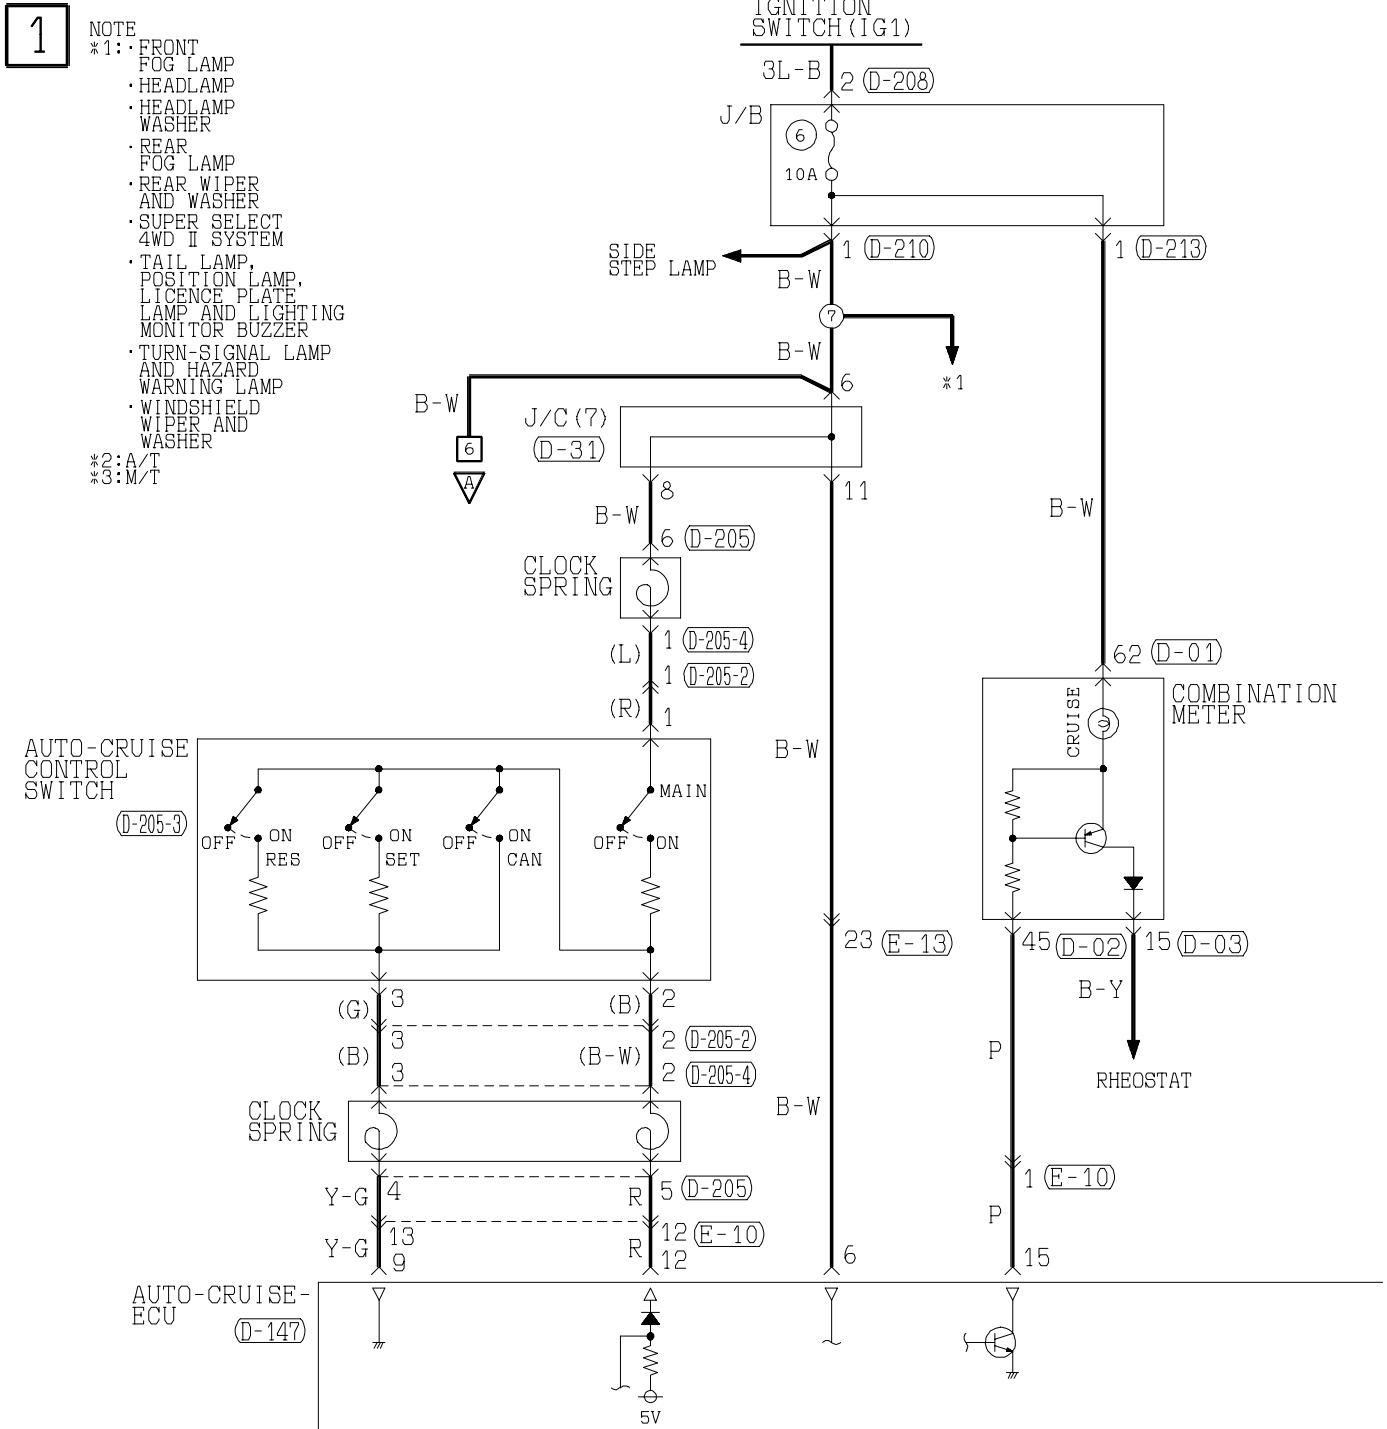 1
NOTE
*1:·FRONT
FOG LAMP
·HEADLAMP
·HEADLAMP
WASHER
·REAR
FOG LAMP
·REAR WIPER
AND WASHER
·SUPER SELECT
4WD Ⅱ SYSTEM
·TAIL LAMP,
POSITION LAMP,
LICENCE PLATE
LAMP AND LIGHTING
MONITOR BUZZER
·TURN-SIGNAL LAMP
AND HAZARD
WARNING LAMP
·WINDSHIELD
WIPER AND
WASHER
*2:A/T
*3:M/T
IGNITION
SWITCH(IG1)
3L-B
2 (D-208)
J/B
6
10A
1 (D-210)
1 (D-213)
SIDE
STEP LAMP
B-W
7
B-W
*1
6
B-W
6
A
J/C(7)
(D-31)
8
11
B-W
B-W
6 (D-205)
CLOCK
SPRING
1 (D-205-4)
(L)
1 (D-205-2)
(R)
1
62 (D-01)
COMBINATION
METER
CRUISE
AUTO-CRUISE
CONTROL
SWITCH
(D-205-3)
B-W
MAIN
OFF ON
RES
OFF ON
SET
OFF ON
CAN
OFF ON
23 (E-13)
45 (D-02)
15 (D-03)
B-Y
RHEOSTAT
P
(G)
3
(B)
2
3
2 (D-205-2)
(B)
(B-W)
3
2 (D-205-4)
B-W
CLOCK
SPRING
1 (E-10)
P
Y-G
4
R
5 (D-205)
13
12 (E-10)
Y-G
9
R
12
6
15
AUTO-CRUISE-
ECU
(D-147)
5V